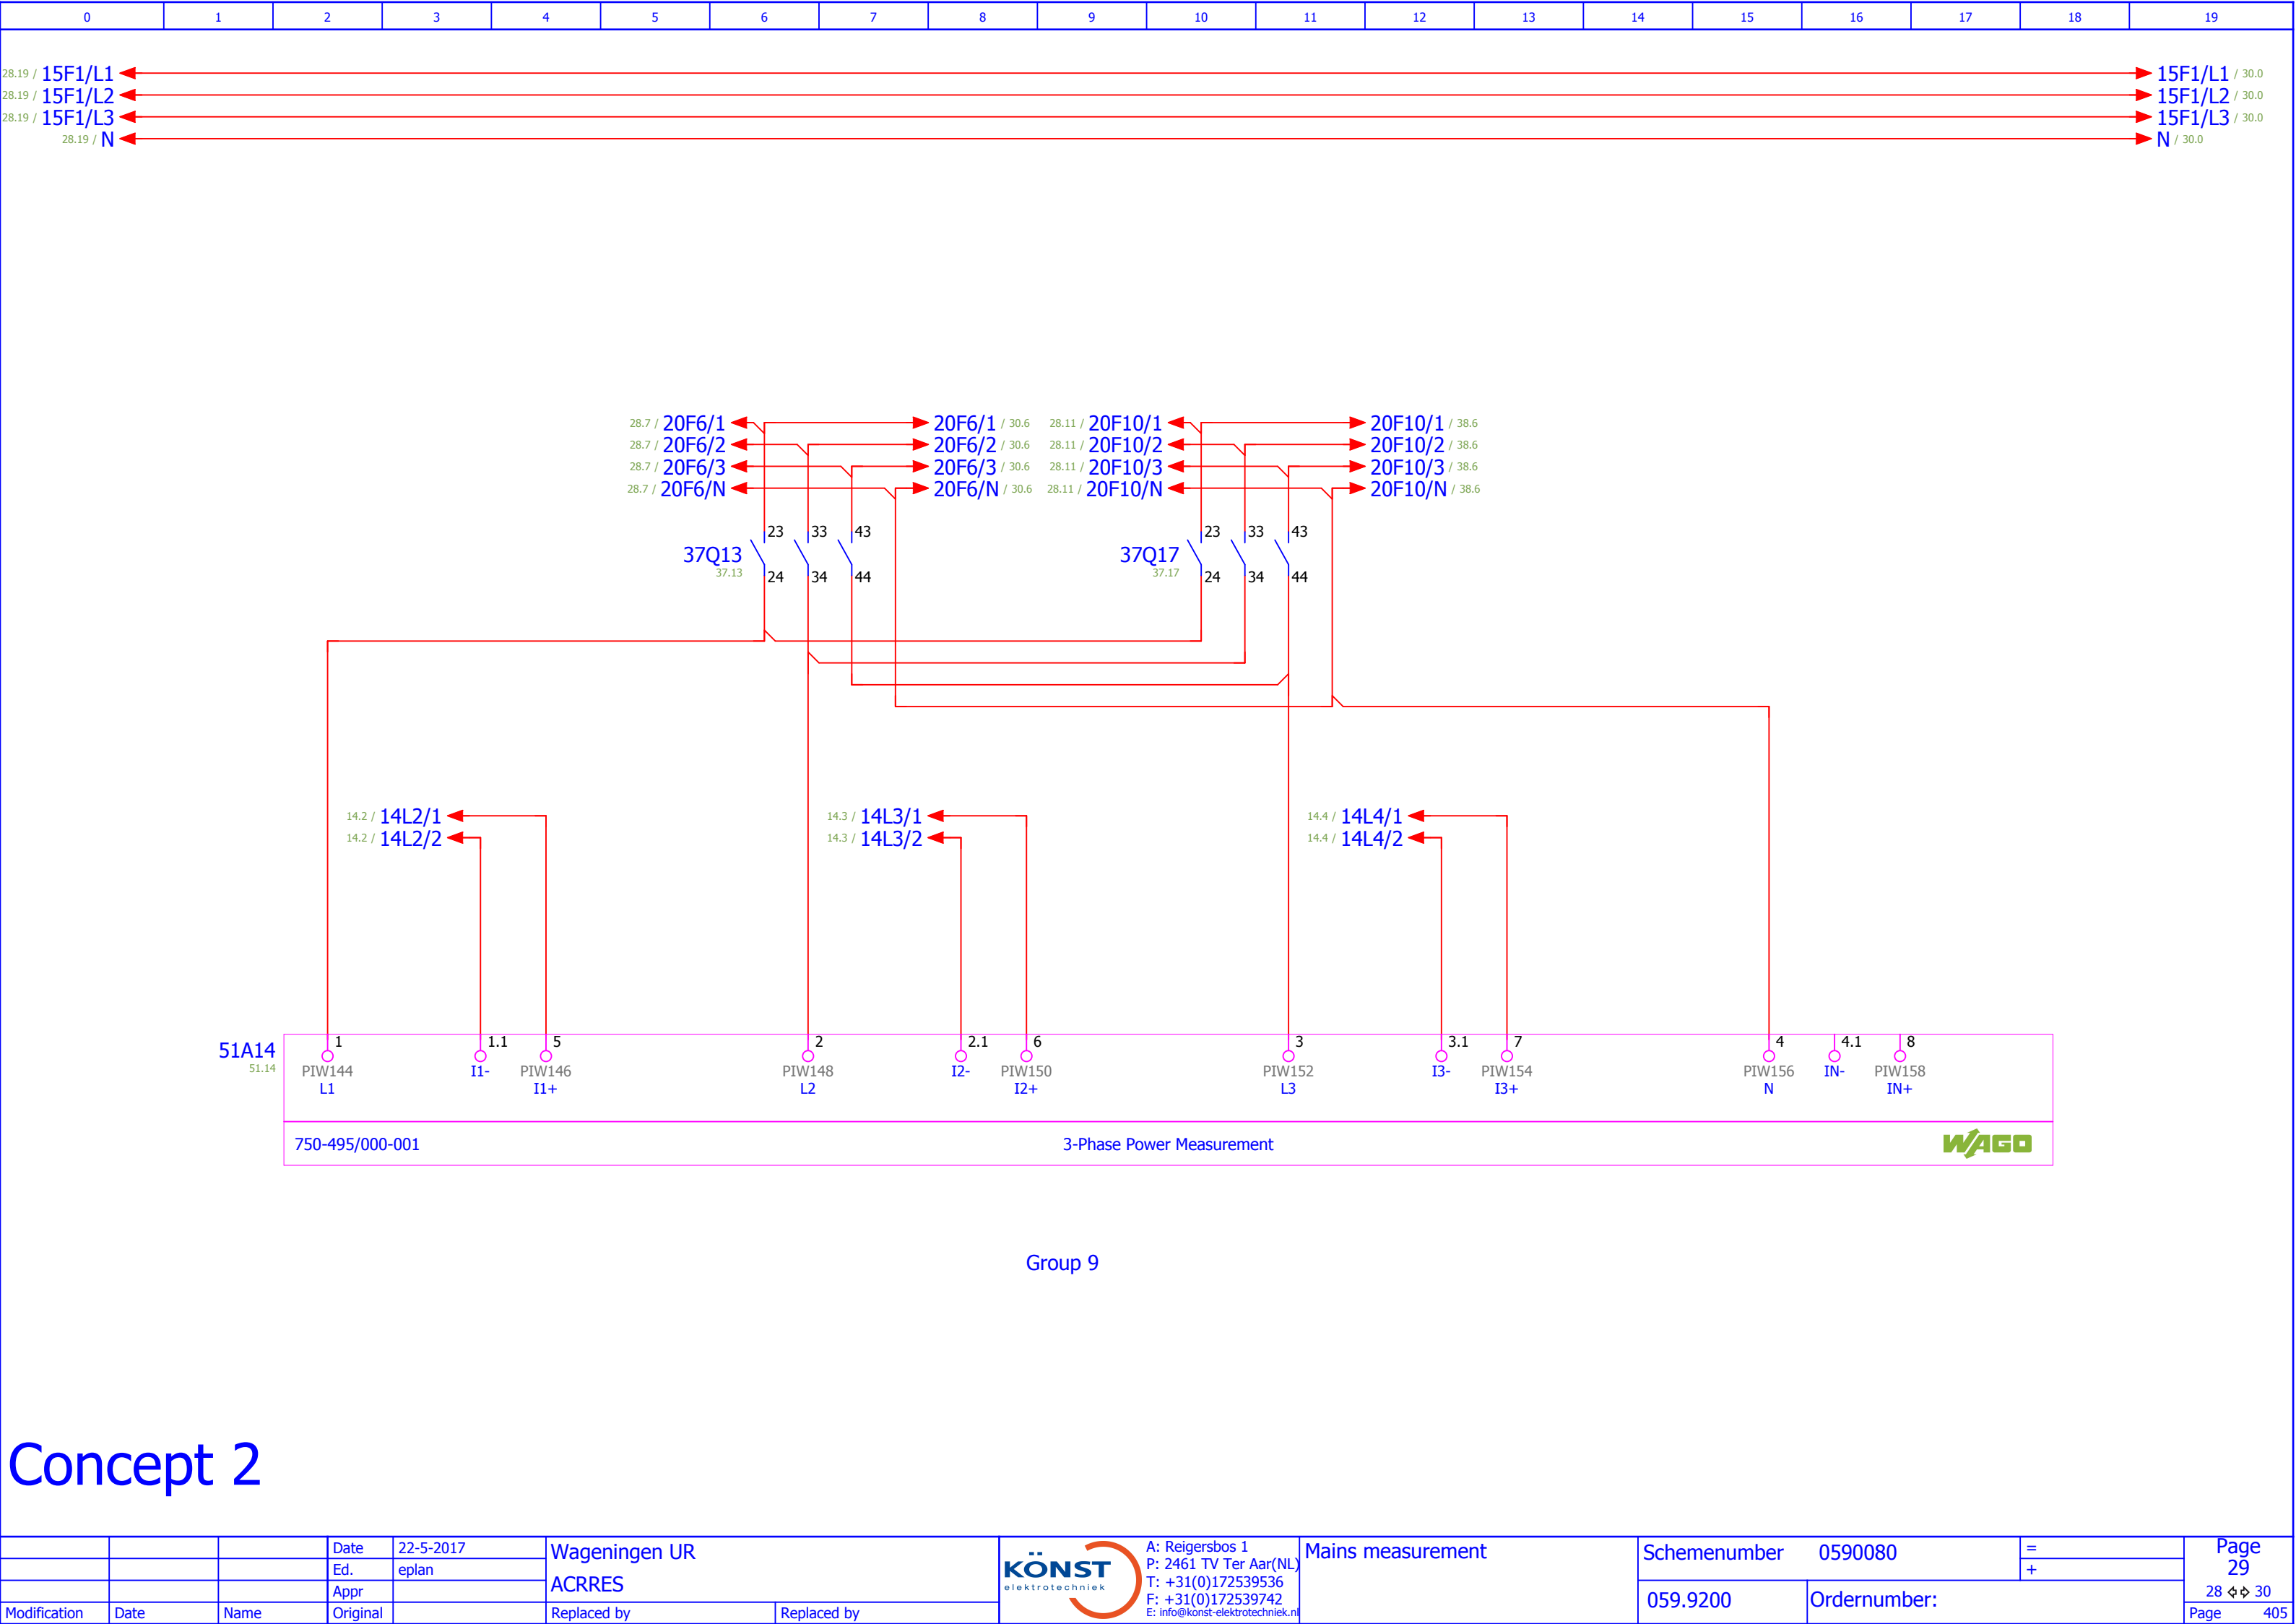 0 1 2 3 4 5 6 7 8 9 10 11 12 13 14 15 16 17 18 19
28.19 / 15F1/L1 15F1/L1 / 30.0
28.19 / 15F1/L2 15F1/L2 / 30.0
28.19 / 15F1/L3 15F1/L3 / 30.0
28.19 / N N / 30.0
28.7 / 20F6/1 20F6/1 / 30.6 28.11 / 20F10/1 20F10/1 / 38.6
28.7 / 20F6/2 20F6/2 / 30.6 28.11 / 20F10/2 20F10/2 / 38.6
28.7 / 20F6/3 20F6/3 / 30.6 28.11 / 20F10/3 20F10/3 / 38.6
28.7 / 20F6/N 20F6/N / 30.6 28.11 / 20F10/N 20F10/N / 38.6
23 33 43 23 33 43
37Q13 37Q17
37.13 24 34 44 37.17 24 34 44
14.2 / 14L2/1 14.3 / 14L3/1 14.4 / 14L4/1
14.2 / 14L2/2 14.3 / 14L3/2 14.4 / 14L4/2
51A14 1 1.1 5 2 2.1 6 3 3.1 7 4 4.1 8
51.14 PIW144 I1- PIW146 PIW148 I2- PIW150 PIW152 I3- PIW154 PIW156 IN- PIW158
L1 I1+ L2 I2+ L3 I3+ N IN+
750-495/000-001 3-Phase Power Measurement WAGO
Group 9
Concept 2
Date 22-5-2017 Wageningen UR
Ed. eplan
Appr ACRRES
Modification Date Name Original Replaced by Replaced by
KÖNST
elektrotechniek
A: Reigersbos 1
P: 2461 TV Ter Aar(NL)
T: +31(0)172539536
F: +31(0)172539742
E: info@konst-elektrotechniek.nl
Mains measurement
Schemenumber 0590080
059.9200 Ordernumber:
=
+
Page
29
28 30
Page 405